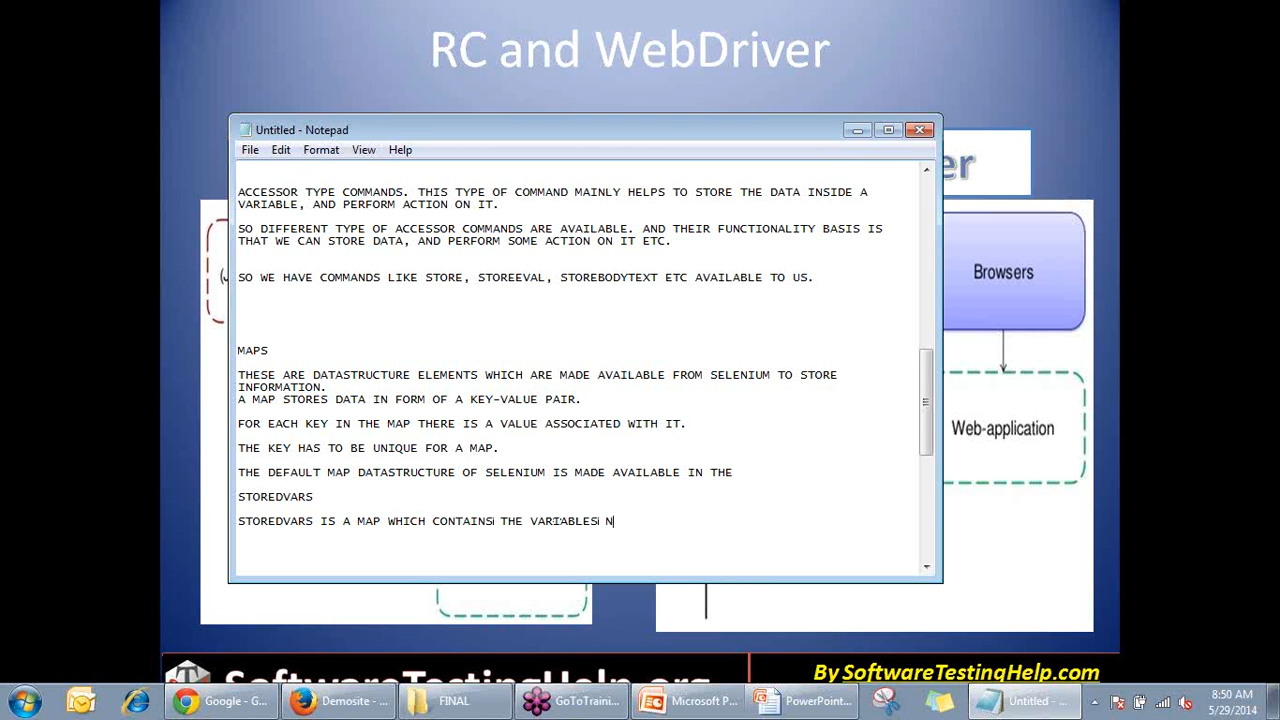 RC and WebDriver
Untitled - Notepad
File Edit Format View Help
ACCESSOR TYPE COMMANDS. THIS TYPE OF COMMAND MAINLY HELPS TO STORE THE DATA INSIDE A
VARIABLE, AND PERFORM ACTION ON IT.
SO DIFFERENT TYPE OF ACCESSOR COMMANDS ARE AVAILABLE. AND THEIR FUNCTIONALITY BASIS IS
THAT WE CAN STORE DATA, AND PERFORM SOME ACTION ON IT ETC.
SO WE HAVE COMMANDS LIKE STORE, STOREEVAL, STOREBODYTEXT ETC AVAILABLE TO US.
MAPS
THESE ARE DATASTRUCTURE ELEMENTS WHICH ARE MADE AVAILABLE FROM SELENIUM TO STORE
INFORMATION.
A MAP STORES DATA IN FORM OF A KEY-VALUE PAIR.
FOR EACH KEY IN THE MAP THERE IS A VALUE ASSOCIATED WITH IT.
THE KEY HAS TO BE UNIQUE FOR A MAP.
THE DEFAULT MAP DATASTRUCTURE OF SELENIUM IS MADE AVAILABLE IN THE
STOREDVARS
STOREDVARS IS A MAP WHICH CONTAINS THE VARIABLES N
er
Browsers
Web-application
SoftwareTestingHelp.org
By SoftwareTestingHelp.com
Google - G...
Demosite - ...
FINAL
GoToTraini...
Microsoft P...
PowerPoint...
Untitled - ...
8:50 AM
5/29/2014